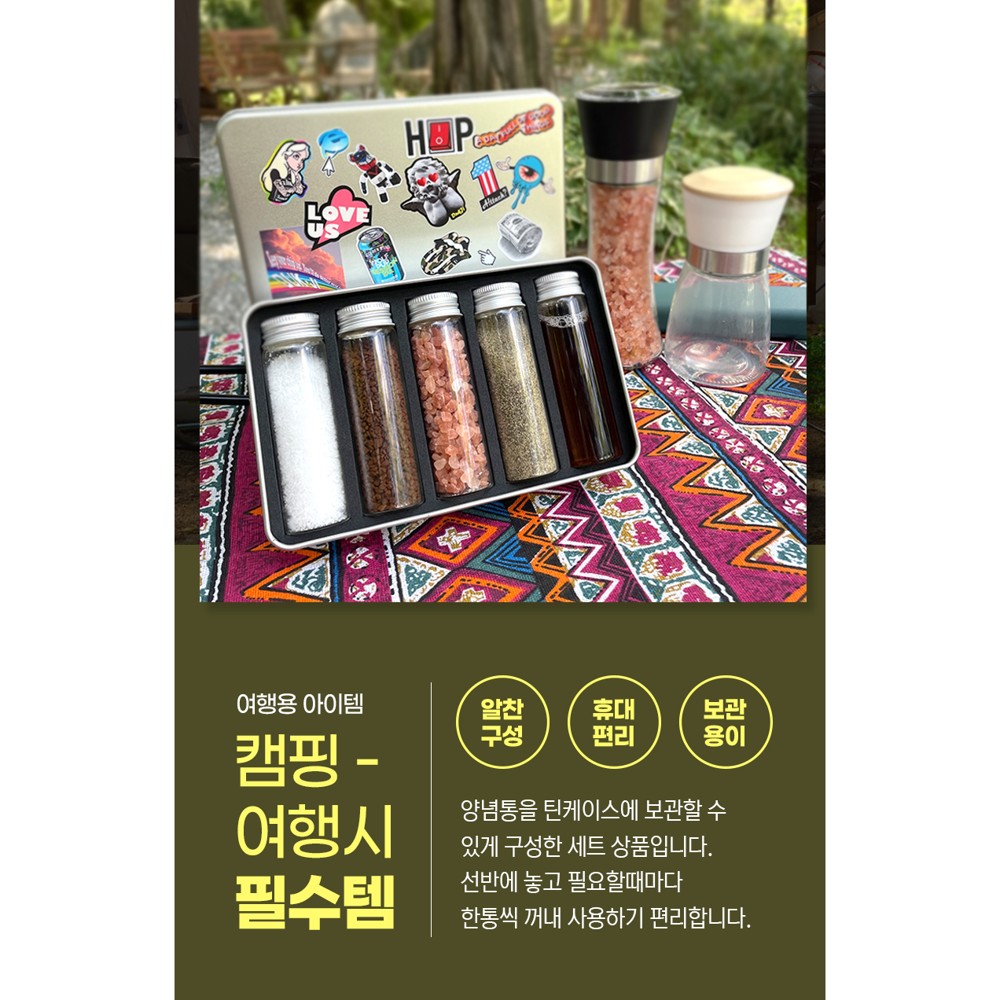 HOP
LOVE
US
Attack!
여행용 아이템
캠핑 -
여행시
필수템
알찬
구성
휴대
편리
보관
용이
양념통을 틴케이스에 보관할 수
있게 구성한 세트 상품입니다.
선반에 놓고 필요할때마다
한통씩 꺼내 사용하기 편리합니다.